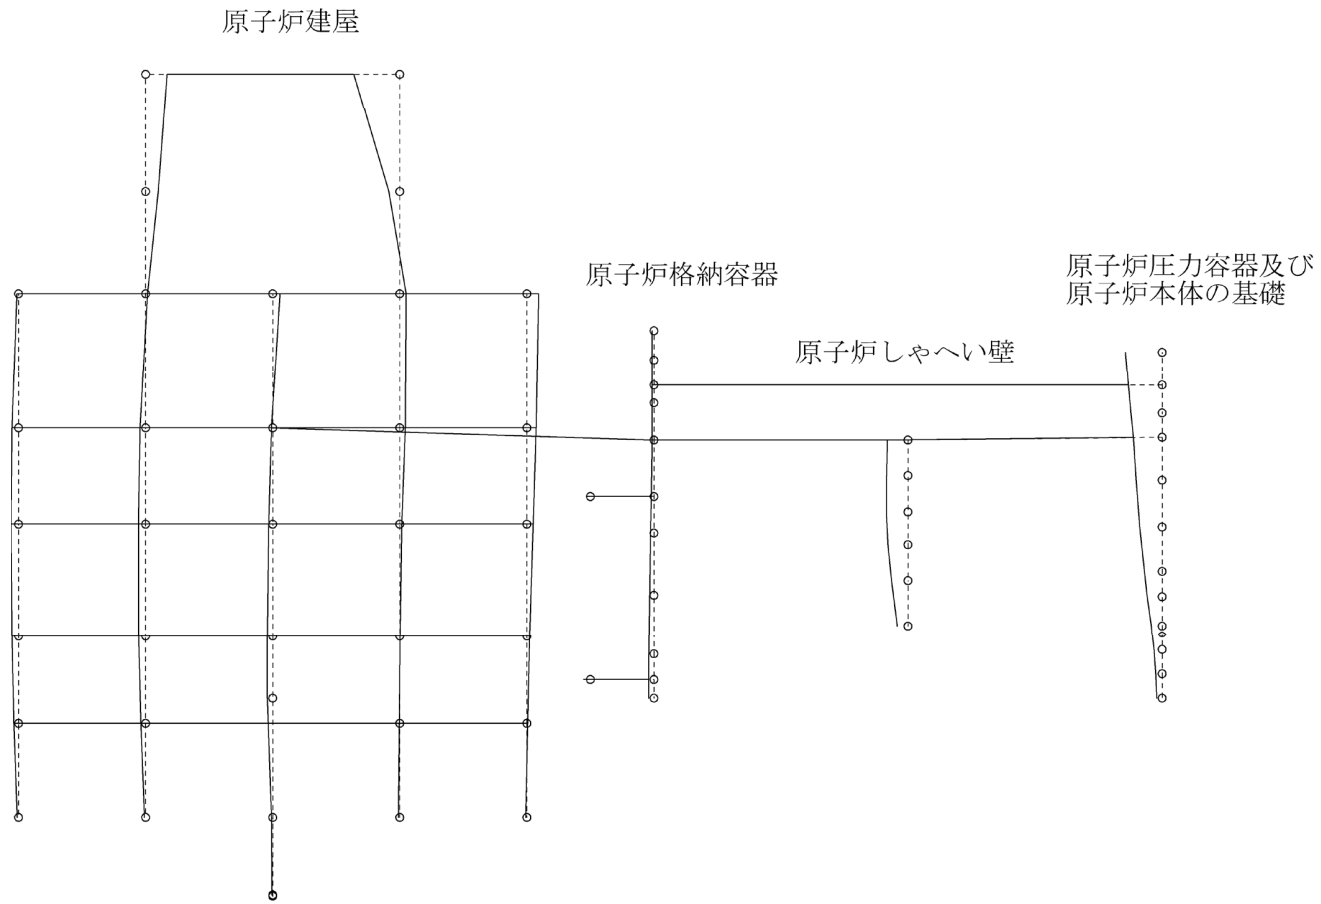 原子炉建屋
原子炉格納容器
原子炉しゃへい壁
原子炉圧力容器及び
原子炉本体の基礎